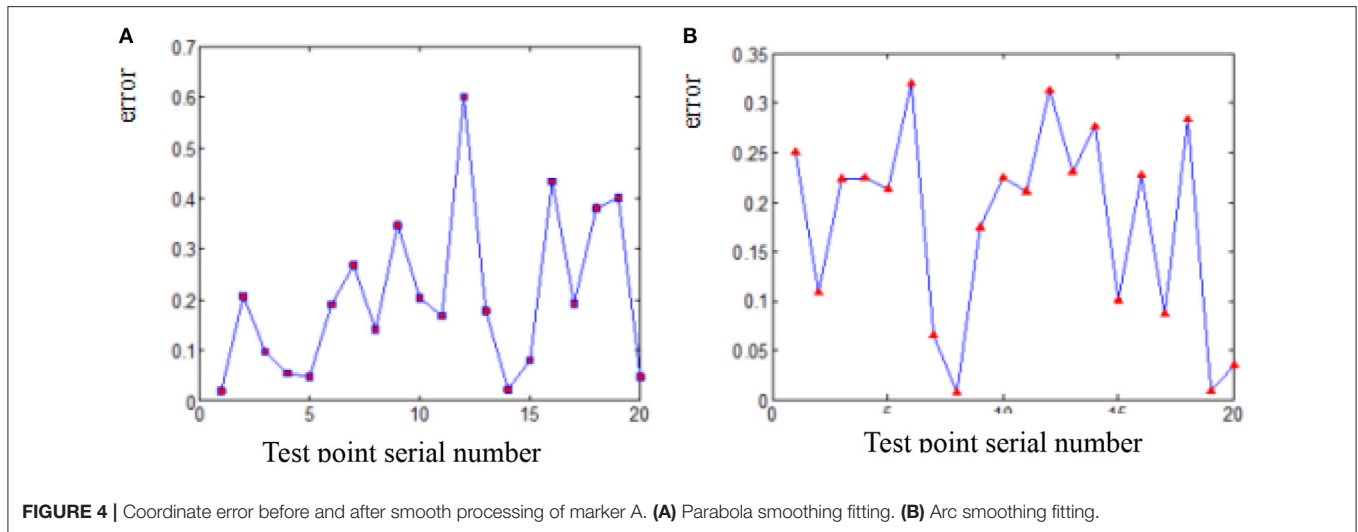 A
B
0.7
0.6
0.5
0.4
0.3
0.2
0.1
0
error
0 5 10 15 20
Test point serial number
0.35
0.3
0.25
0.2
0.15
0.1
0.05
0
error
0 5 10 15 20
Test point serial number
FIGURE 4 | Coordinate error before and after smooth processing of marker A. (A) Parabola smoothing fitting. (B) Arc smoothing fitting.